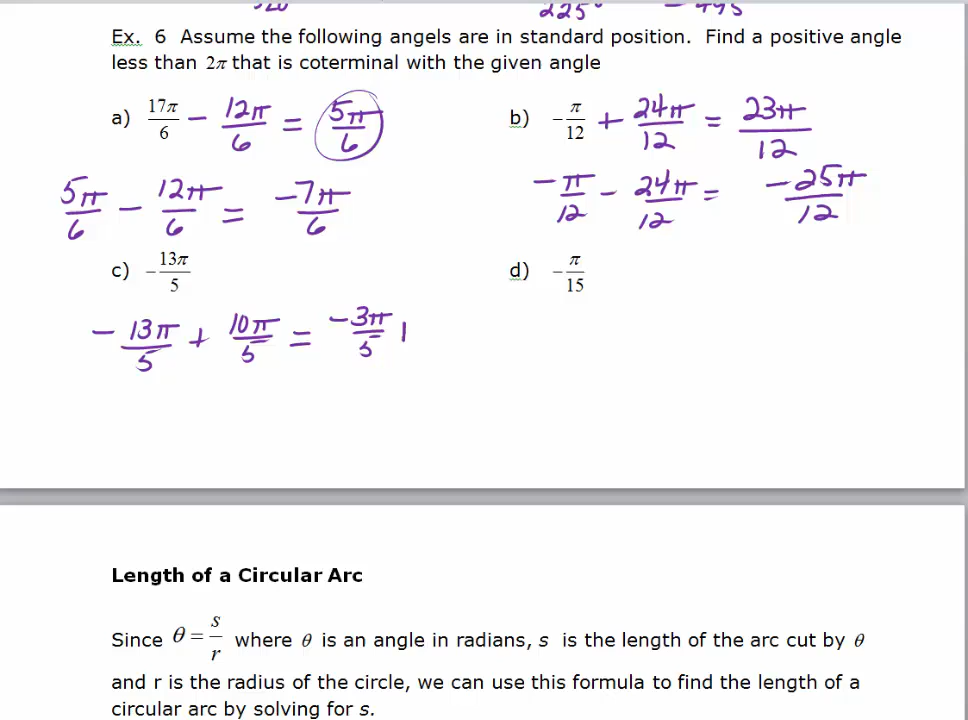 225° - 495
Ex. 6 Assume the following angels are in standard position. Find a positive angle
less than 2π that is coterminal with the given angle
a) 17π/6 - 12π/6 = 5π/6
b) -π/12 + 24π/12 = 23π/12
5π/6 - 12π/6 = -7π/6
-π/12 - 24π/12 = -25π/12
c) -13π/5
d) -π/15
-13π/5 + 10π/5 = -3π/5 |
Length of a Circular Arc
Since θ = s/r where θ is an angle in radians, s is the length of the arc cut by θ
and r is the radius of the circle, we can use this formula to find the length of a
circular arc by solving for s.